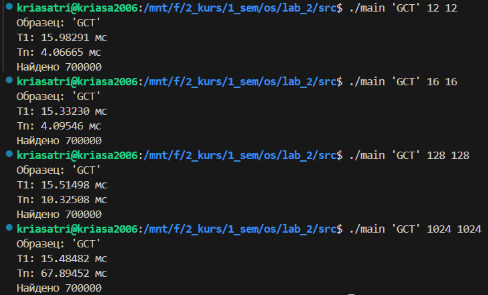 kriasatri@kriasa2006:/mnt/f/2_kurs/1_sem/os/lab_2/src$ ./main 'GCT' 12 12
Образец: 'GCT'
T1: 15.98291 мс
Tn: 4.06665 мс
Найдено 700000
kriasatri@kriasa2006:/mnt/f/2_kurs/1_sem/os/lab_2/src$ ./main 'GCT' 16 16
Образец: 'GCT'
T1: 15.33230 мс
Tn: 4.09546 мс
Найдено 700000
kriasatri@kriasa2006:/mnt/f/2_kurs/1_sem/os/lab_2/src$ ./main 'GCT' 128 128
Образец: 'GCT'
T1: 15.51498 мс
Tn: 10.32508 мс
Найдено 700000
kriasatri@kriasa2006:/mnt/f/2_kurs/1_sem/os/lab_2/src$ ./main 'GCT' 1024 1024
Образец: 'GCT'
T1: 15.48482 мс
Tn: 67.89452 мс
Найдено 700000